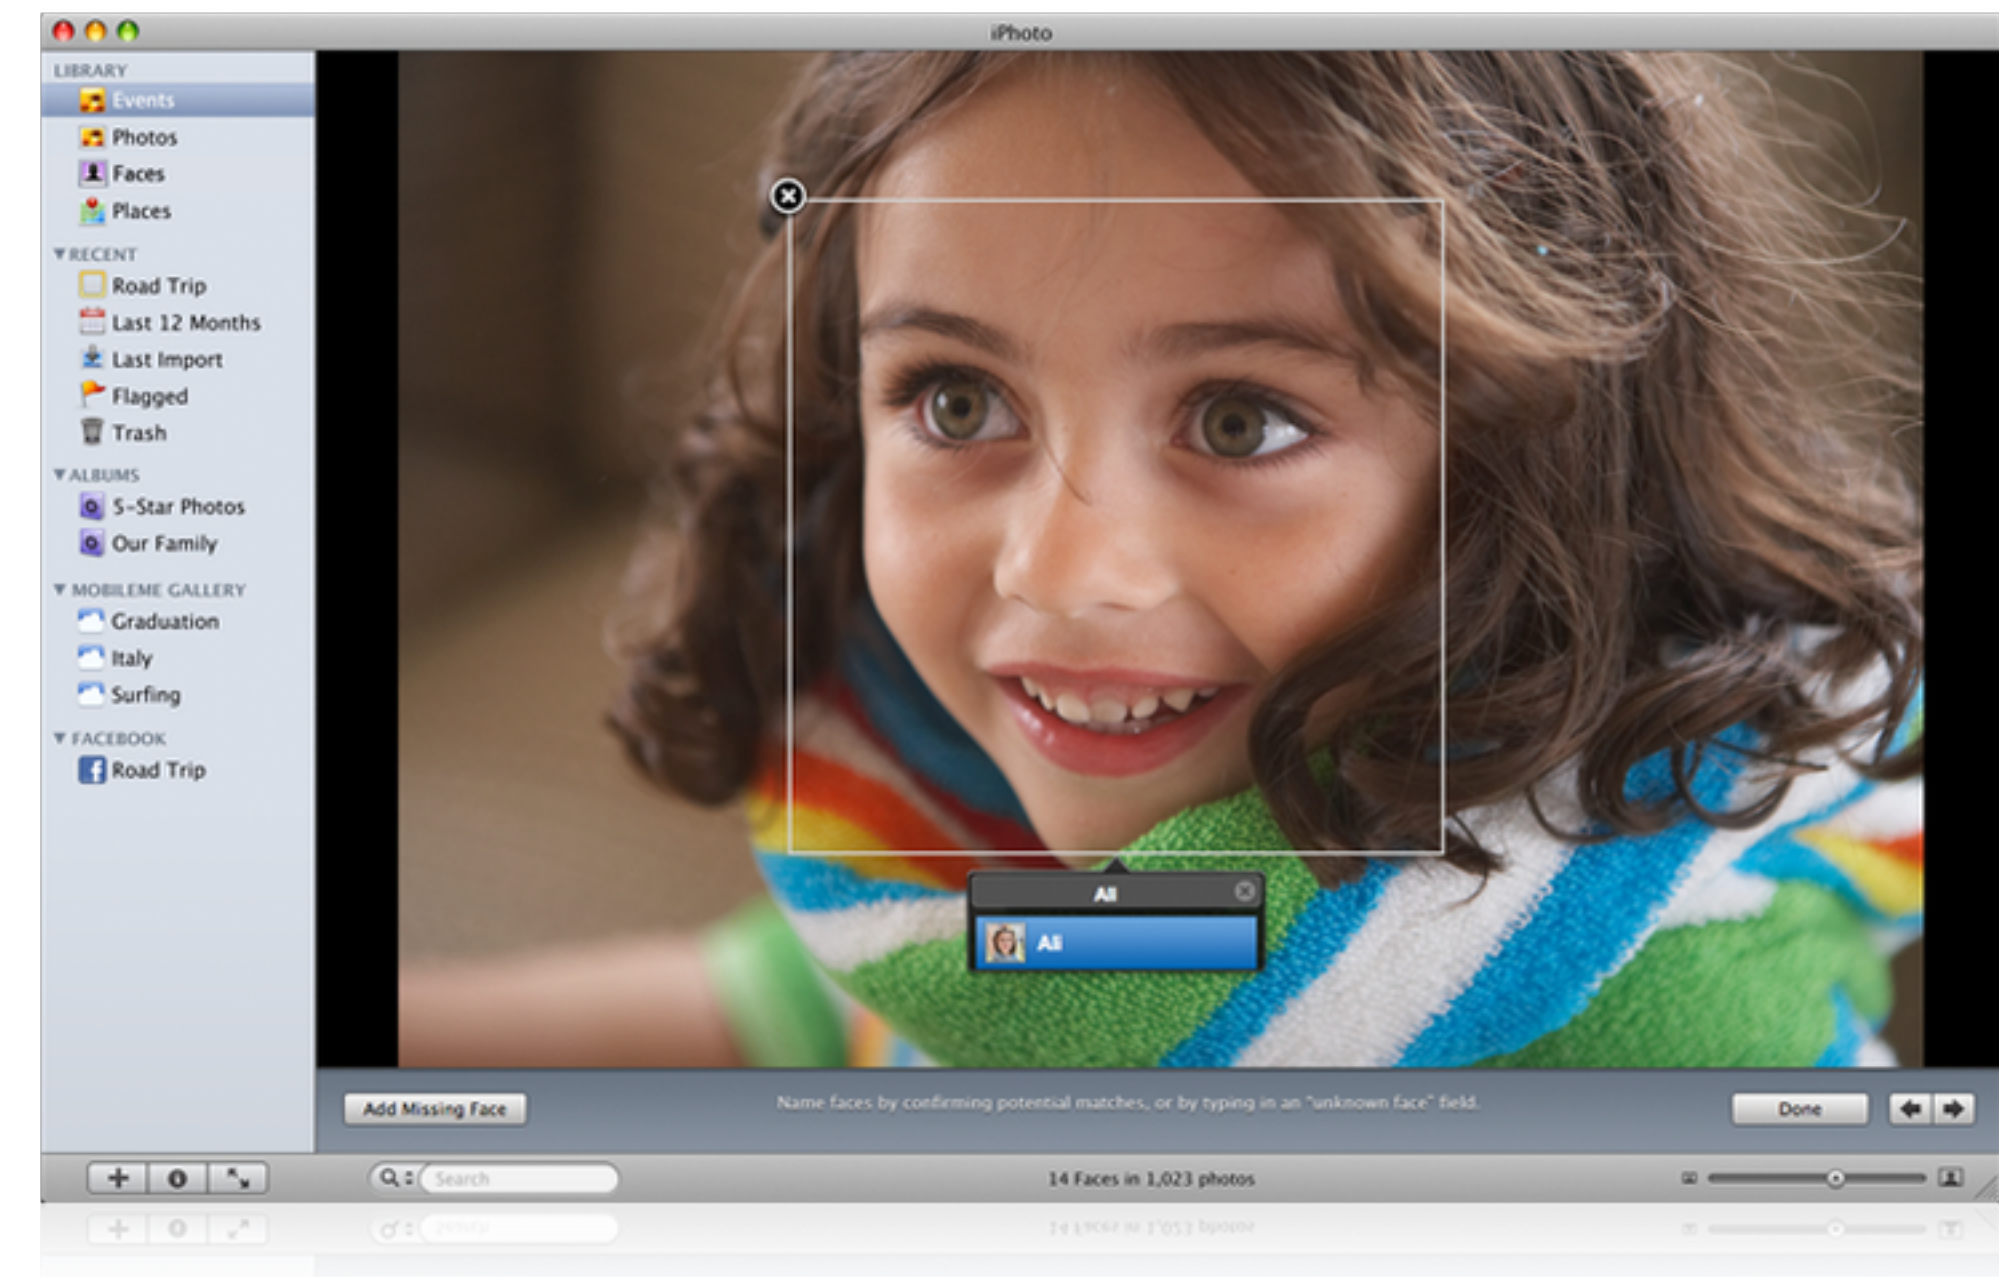 iPhoto
LIBRARY
Events
Photos
Faces
Places
RECENT
Road Trip
Last 12 Months
Last Import
Flagged
Trash
ALBUMS
5-Star Photos
Our Family
MOBILEME GALLERY
Graduation
Italy
Surfing
FACEBOOK
Road Trip
Ali
Ali
Add Missing Face
Name faces by confirming potential matches, or by typing in an "unknown face" field.
Done
Search
14 Faces in 1,023 photos